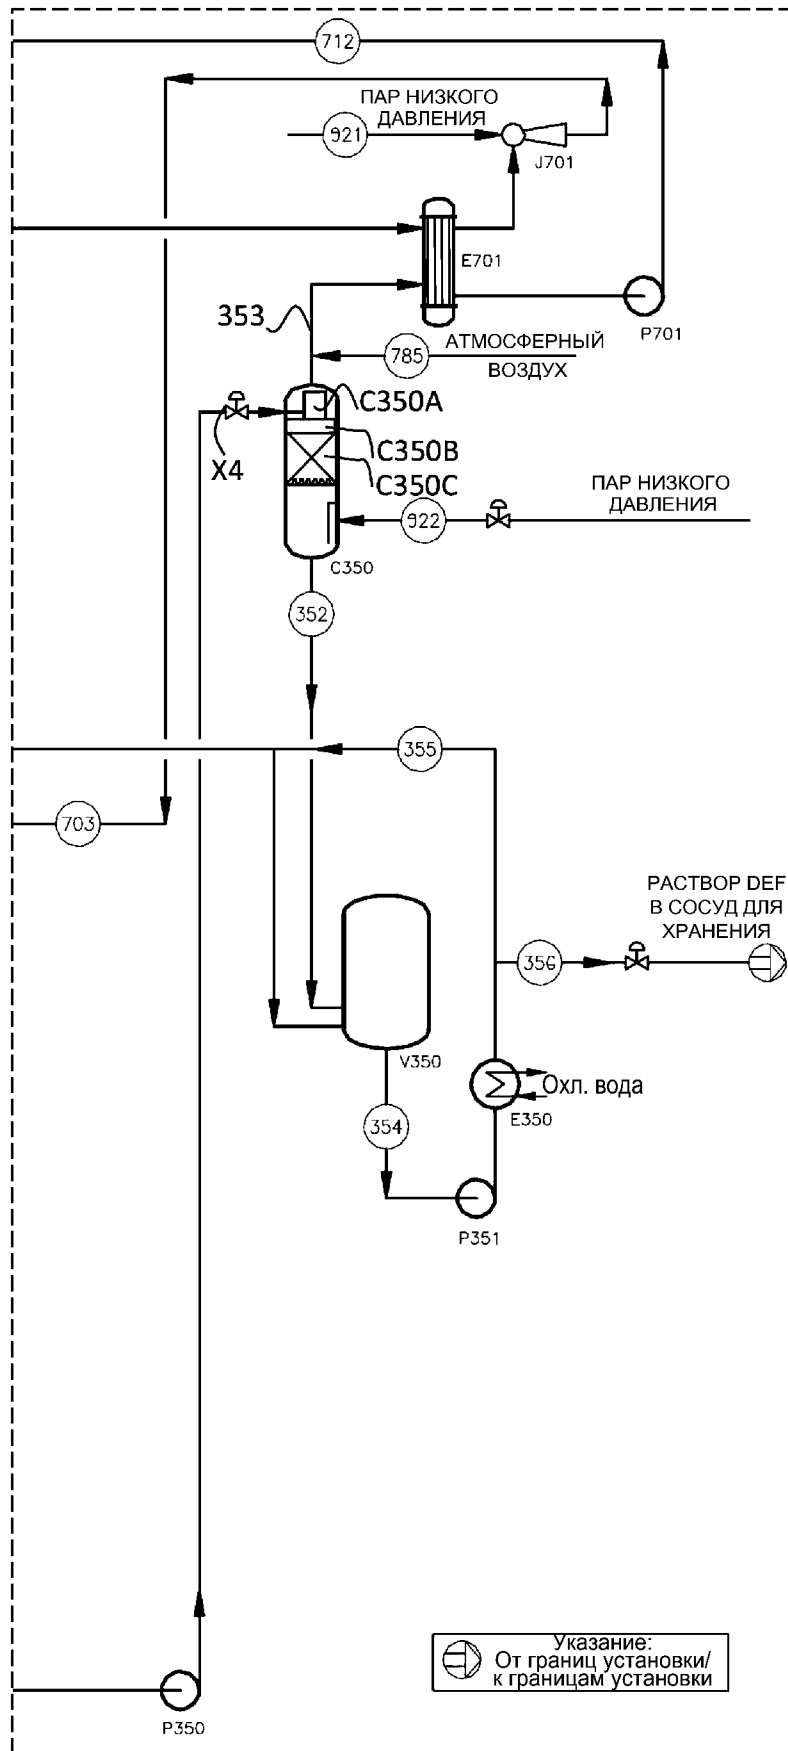 712
ПАР НИЗКОГО
ДАВЛЕНИЯ
921
J701
E701
353
P701
785
АТМОСФЕРНЫЙ
ВОЗДУХ
C350A
X4
C350B
C350C
ПАР НИЗКОГО
ДАВЛЕНИЯ
922
C350
352
355
703
РАСТВОР DEF
В СОСУД ДЛЯ
ХРАНЕНИЯ
356
V350
Охл. вода
E350
354
P351
Указание:
От границ установки/
к границам установки
P350